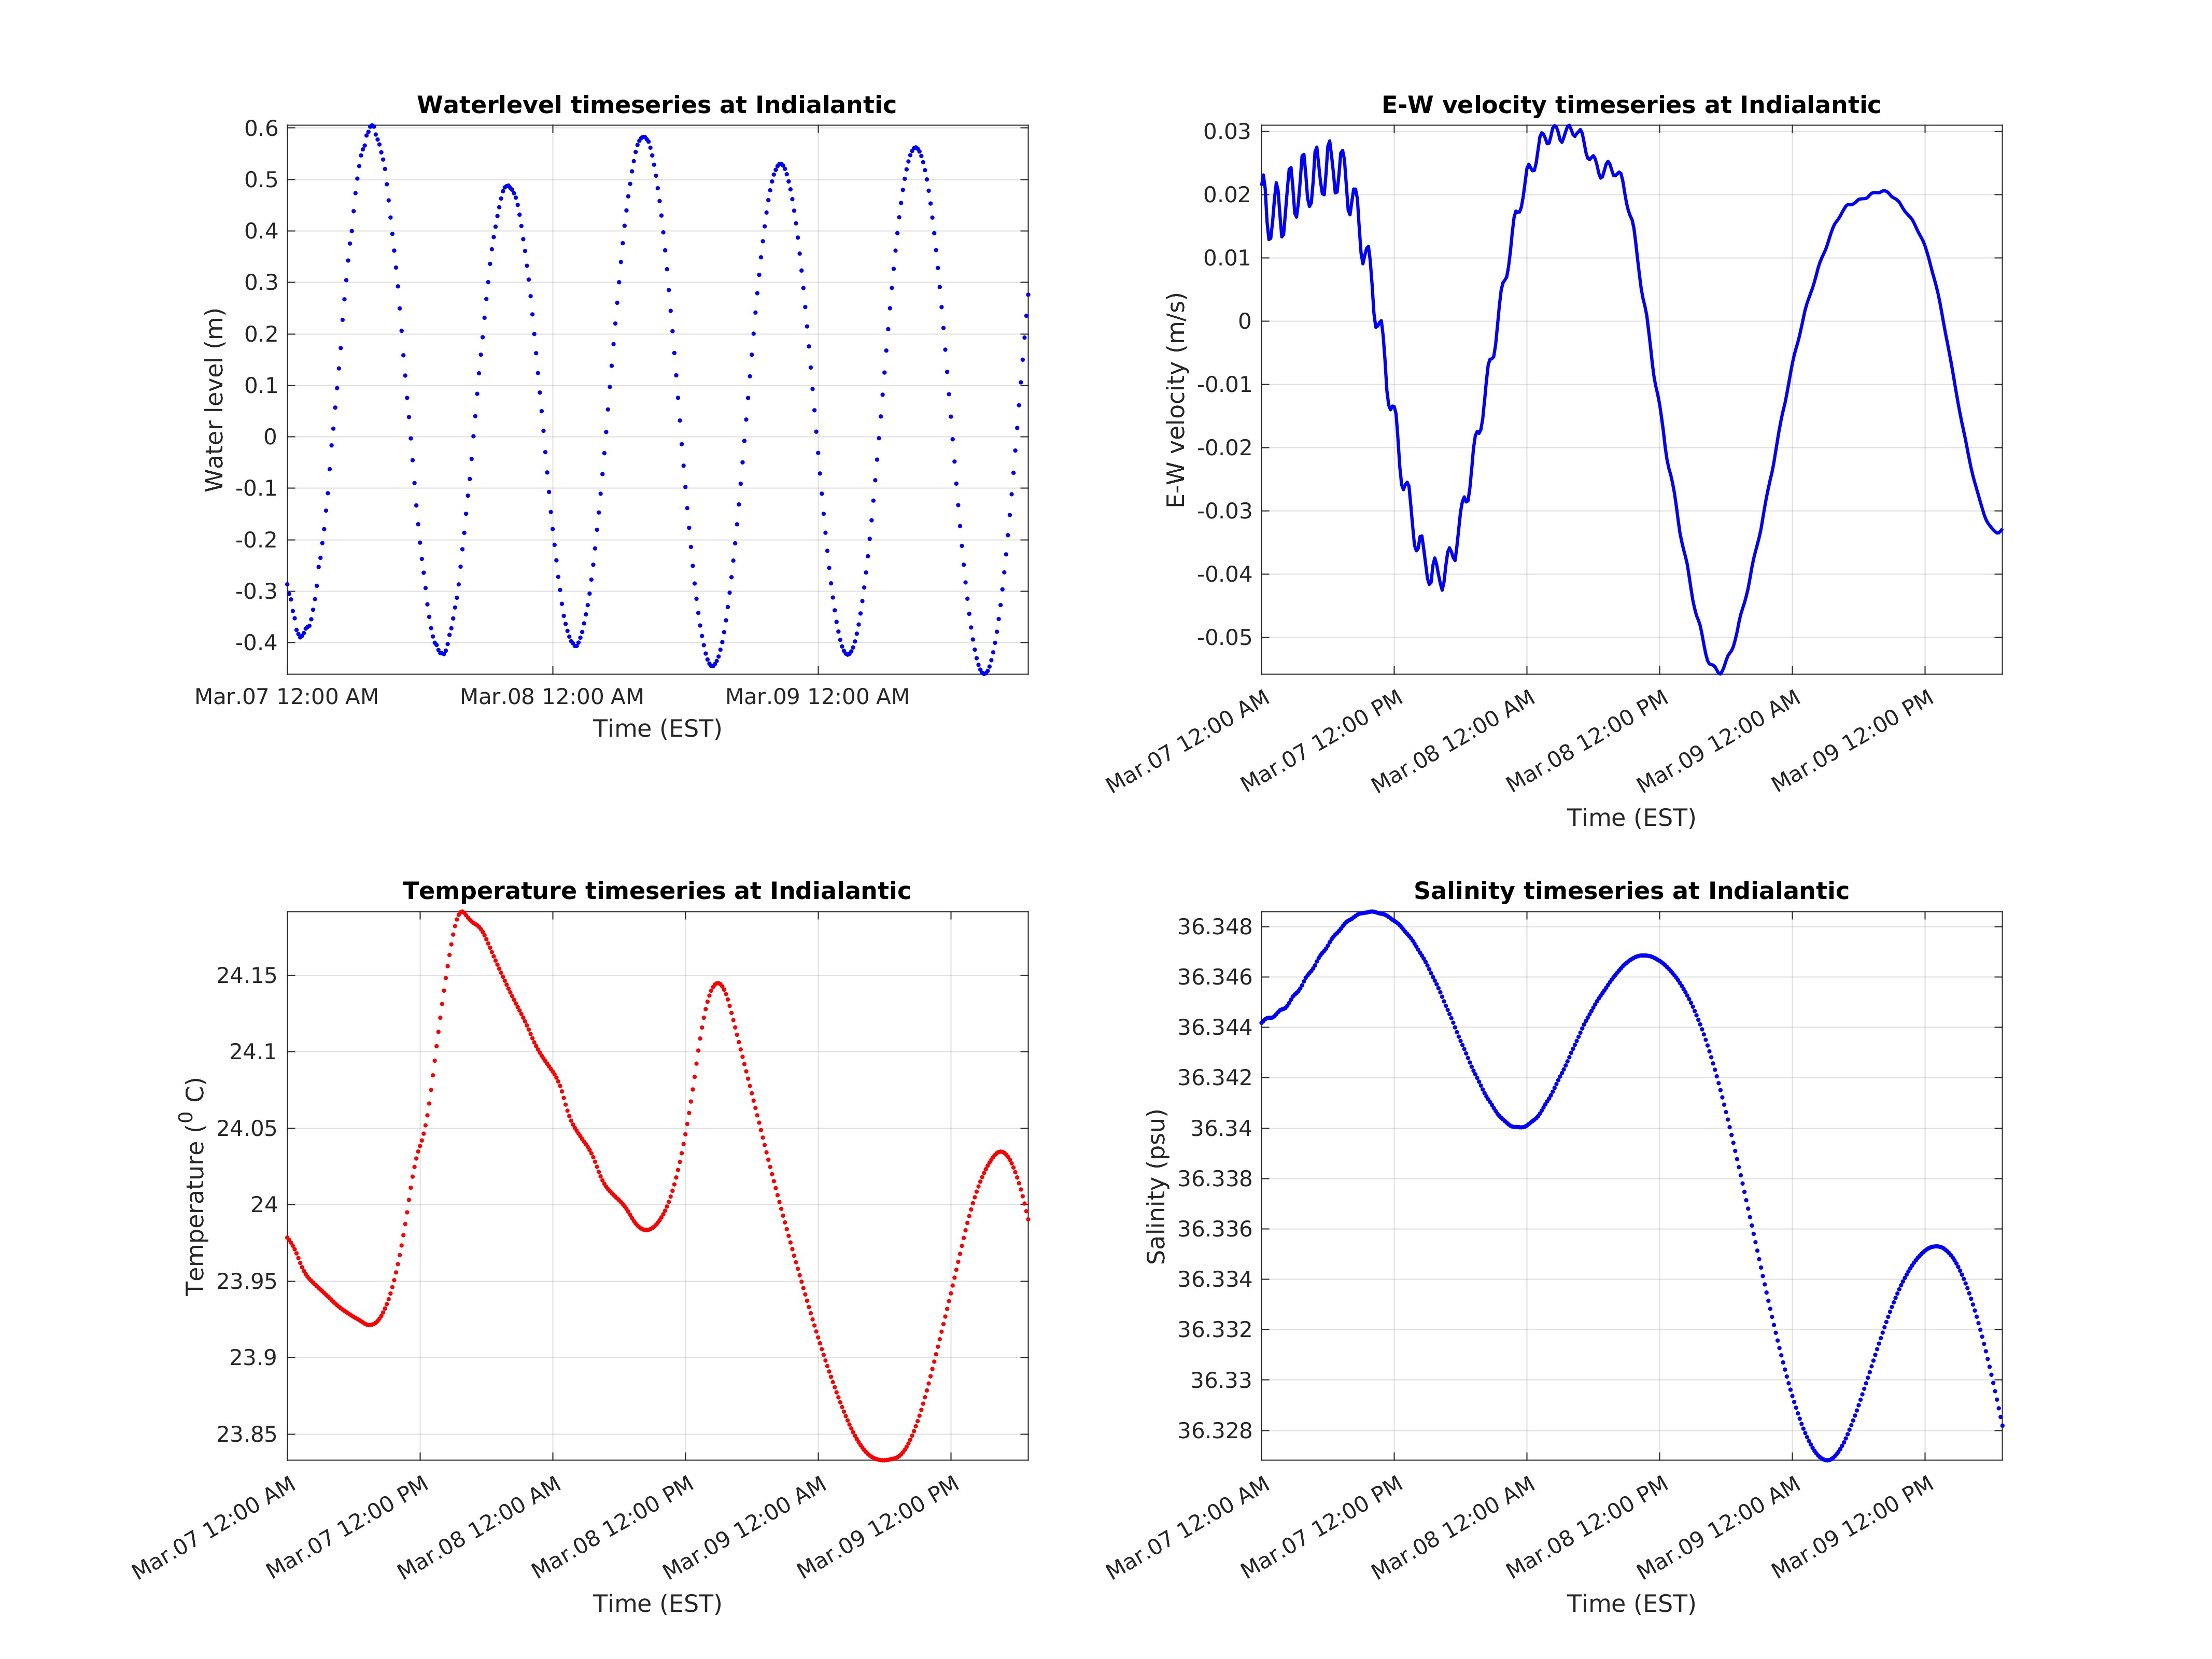 Waterlevel timeseries at Indialantic
0.6
0.5
0.4
0.3
0.2
0.1
0
-0.1
-0.2
-0.3
-0.4
Water level (m)
Mar.07 12:00 AM
Mar.08 12:00 AM
Mar.09 12:00 AM
Time (EST)
E-W velocity timeseries at Indialantic
0.03
0.02
0.01
0
-0.01
-0.02
-0.03
-0.04
-0.05
E-W velocity (m/s)
Mar.07 12:00 AM
Mar.07 12:00 PM
Mar.08 12:00 AM
Mar.08 12:00 PM
Mar.09 12:00 AM
Mar.09 12:00 PM
Time (EST)
Temperature timeseries at Indialantic
24.15
24.1
24.05
24
23.95
23.9
23.85
Temperature (⁰ C)
Mar.07 12:00 AM
Mar.07 12:00 PM
Mar.08 12:00 AM
Mar.08 12:00 PM
Mar.09 12:00 AM
Mar.09 12:00 PM
Time (EST)
Salinity timeseries at Indialantic
36.348
36.346
36.344
36.342
36.34
36.338
36.336
36.334
36.332
36.33
36.328
Salinity (psu)
Mar.07 12:00 AM
Mar.07 12:00 PM
Mar.08 12:00 AM
Mar.08 12:00 PM
Mar.09 12:00 AM
Mar.09 12:00 PM
Time (EST)